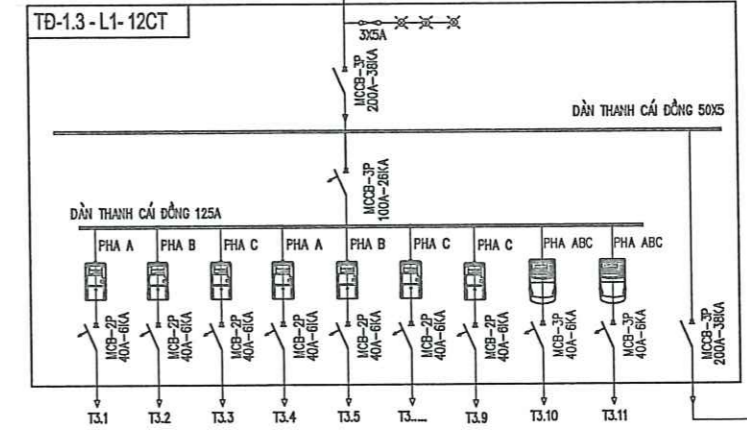 TĐ-1.3 - L1- 12CT
3X5A
MCCB-3P
200A-38KA
DÀN THANH CÁI ĐỒNG 50X5
MCCB-3P
100A-26KA
DÀN THANH CÁI ĐỒNG 125A
PHA A
PHA B
PHA C
PHA A
PHA B
PHA C
PHA C
PHA ABC
PHA ABC
MCB-2P
40A-6KA
MCB-2P
40A-6KA
MCB-2P
40A-6KA
MCB-2P
40A-6KA
MCB-2P
40A-6KA
MCB-2P
40A-6KA
MCB-2P
40A-6KA
MCB-3P
40A-6KA
MCB-3P
40A-6KA
MCCB-3P
200A-38KA
T3.1
T3.2
T3.3
T3.4
T3.5
T3.....
T3.9
T3.10
T3.11